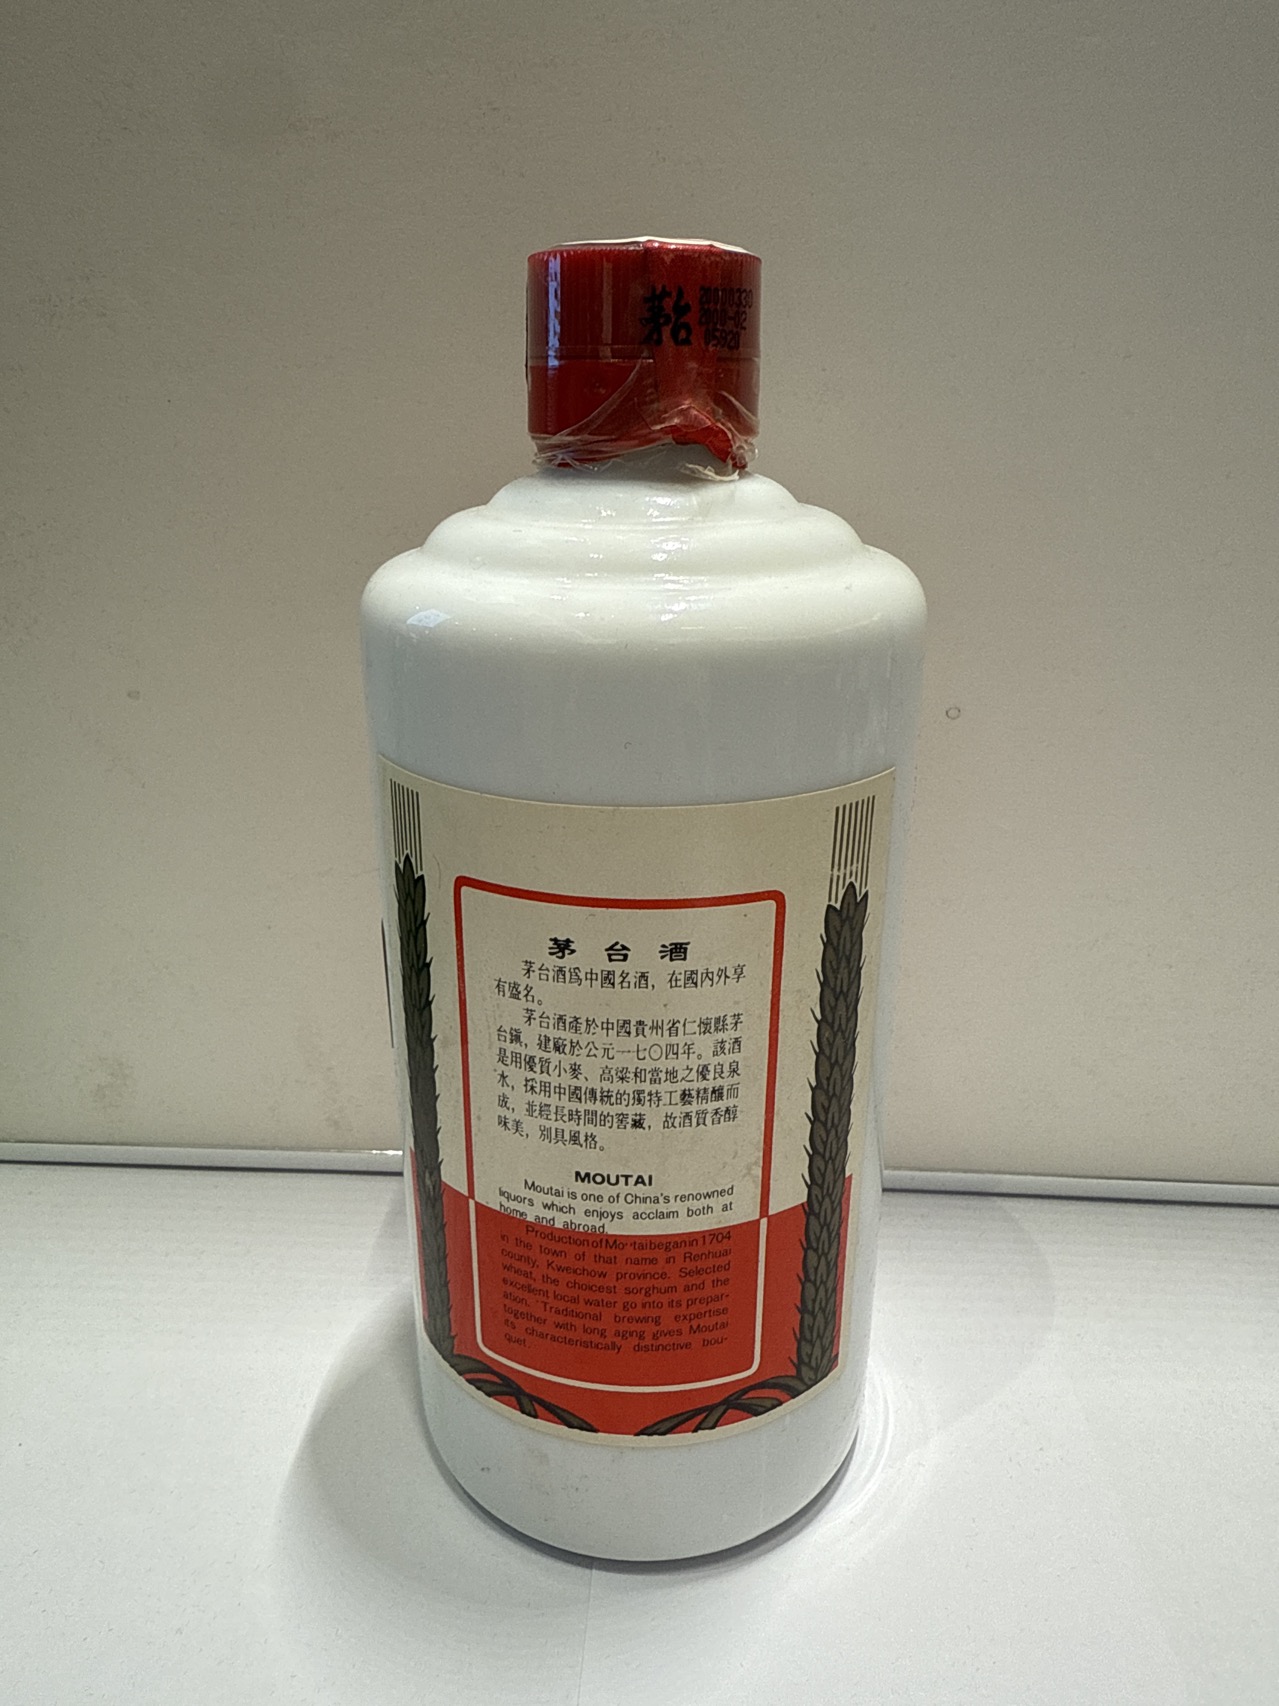 茅台
茅台酒
茅台酒爲中國名酒，在國內外享
有盛名。
茅台酒產於中國貴州省仁懷縣茅
台鎮，建廠於公元一七〇四年。該酒
是用優質小麥、高粱和當地之優良泉
水，採用中國傳統的獨特工藝精釀而
成，並經長時間的窖藏，故酒質香醇
味美，別具風格。
MOUTAI
Moutai is one of China's renowned
liquors which enjoys acclaim both at
home and abroad.
Production of Moutai began in 1704
in the town of that name in Renhuai
county, Kweichow province. Selected
wheat, the choicest sorghum and the
excellent local water go into its prepar-
ation. Traditional brewing expertise
together with long aging gives Moutai
its characteristically distinctive bou-
quet.